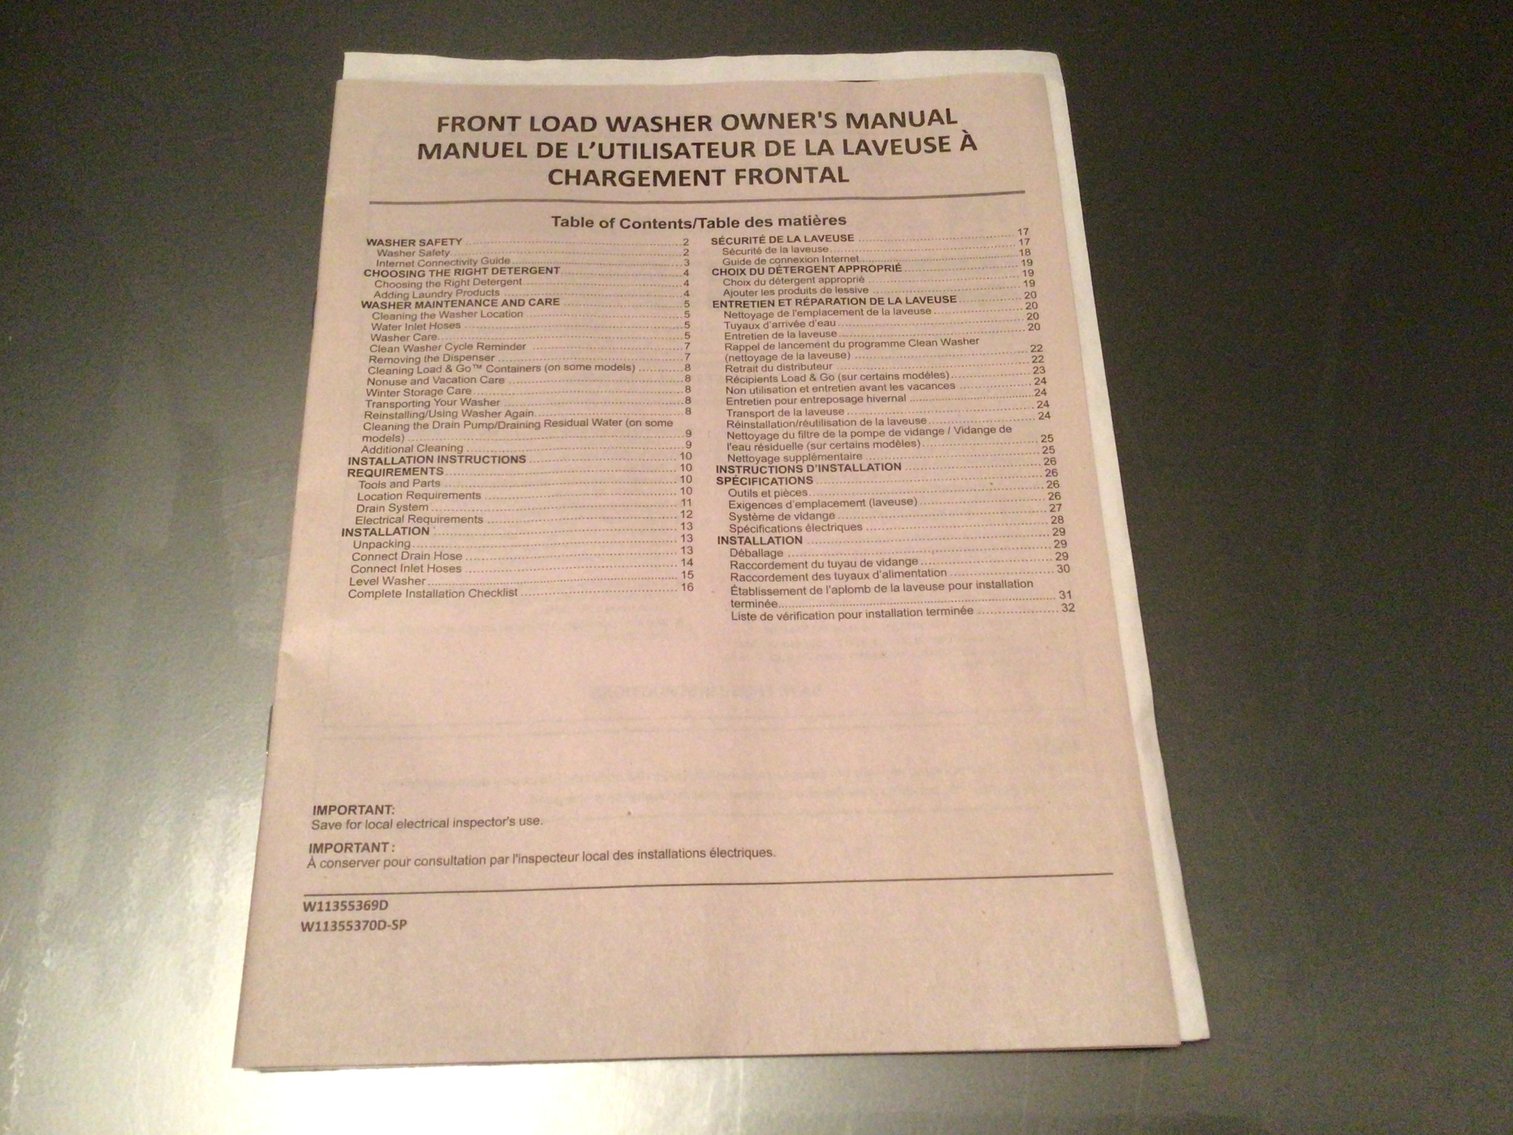 FRONT LOAD WASHER OWNER'S MANUAL
MANUEL DE L'UTILISATEUR DE LA LAVEUSE À
CHARGEMENT FRONTAL
Table of Contents/Table des matières
WASHER SAFETY 2
Washer Safety 2
Internet Connectivity Guide 3
CHOOSING THE RIGHT DETERGENT 4
Choosing the Right Detergent 4
Adding Laundry Products 4
WASHER MAINTENANCE AND CARE 5
Cleaning the Washer Location 5
Water Inlet Hoses 5
Washer Care 5
Clean Washer Cycle Reminder 7
Removing the Dispenser 7
Cleaning Load & Go™ Containers (on some models) 8
Nonuse and Vacation Care 8
Winter Storage Care 8
Transporting Your Washer 8
Reinstalling/Using Washer Again 8
Cleaning the Drain Pump/Draining Residual Water (on some
models) 9
Additional Cleaning 9
INSTALLATION INSTRUCTIONS 10
REQUIREMENTS 10
Tools and Parts 10
Location Requirements 10
Drain System 11
Electrical Requirements 12
INSTALLATION 13
Unpacking 13
Connect Drain Hose 13
Connect Inlet Hoses 14
Level Washer 15
Complete Installation Checklist 16
SÉCURITÉ DE LA LAVEUSE 17
Sécurité de la laveuse 17
Guide de connexion Internet 18
CHOIX DU DÉTERGENT APPROPRIÉ 19
Choix du détergent approprié 19
Ajouter les produits de lessive 19
ENTRETIEN ET RÉPARATION DE LA LAVEUSE 20
Nettoyage de l'emplacement de la laveuse 20
Tuyaux d'arrivée d'eau 20
Entretien de la laveuse 20
Rappel de lancement du programme Clean Washer
(nettoyage de la laveuse) 22
Retrait du distributeur 22
Récipients Load & Go (sur certains modèles) 23
Non utilisation et entretien avant les vacances 24
Entretien pour entreposage hivernal 24
Transport de la laveuse 24
Réinstallation/réutilisation de la laveuse 24
Nettoyage du filtre de la pompe de vidange / Vidange de
l'eau résiduelle (sur certains modèles) 25
Nettoyage supplémentaire 25
INSTRUCTIONS D'INSTALLATION 26
SPÉCIFICATIONS 26
Outils et pièces 26
Exigences d'emplacement (laveuse) 26
Système de vidange 27
Spécifications électriques 28
INSTALLATION 29
Déballage 29
Raccordement du tuyau de vidange 29
Raccordement des tuyaux d'alimentation 30
Établissement de l'aplomb de la laveuse pour installation
terminée 31
Liste de vérification pour installation terminée 32
IMPORTANT:
Save for local electrical inspector's use.
IMPORTANT :
À conserver pour consultation par l'inspecteur local des installations électriques.
W11355369D
W11355370D-SP